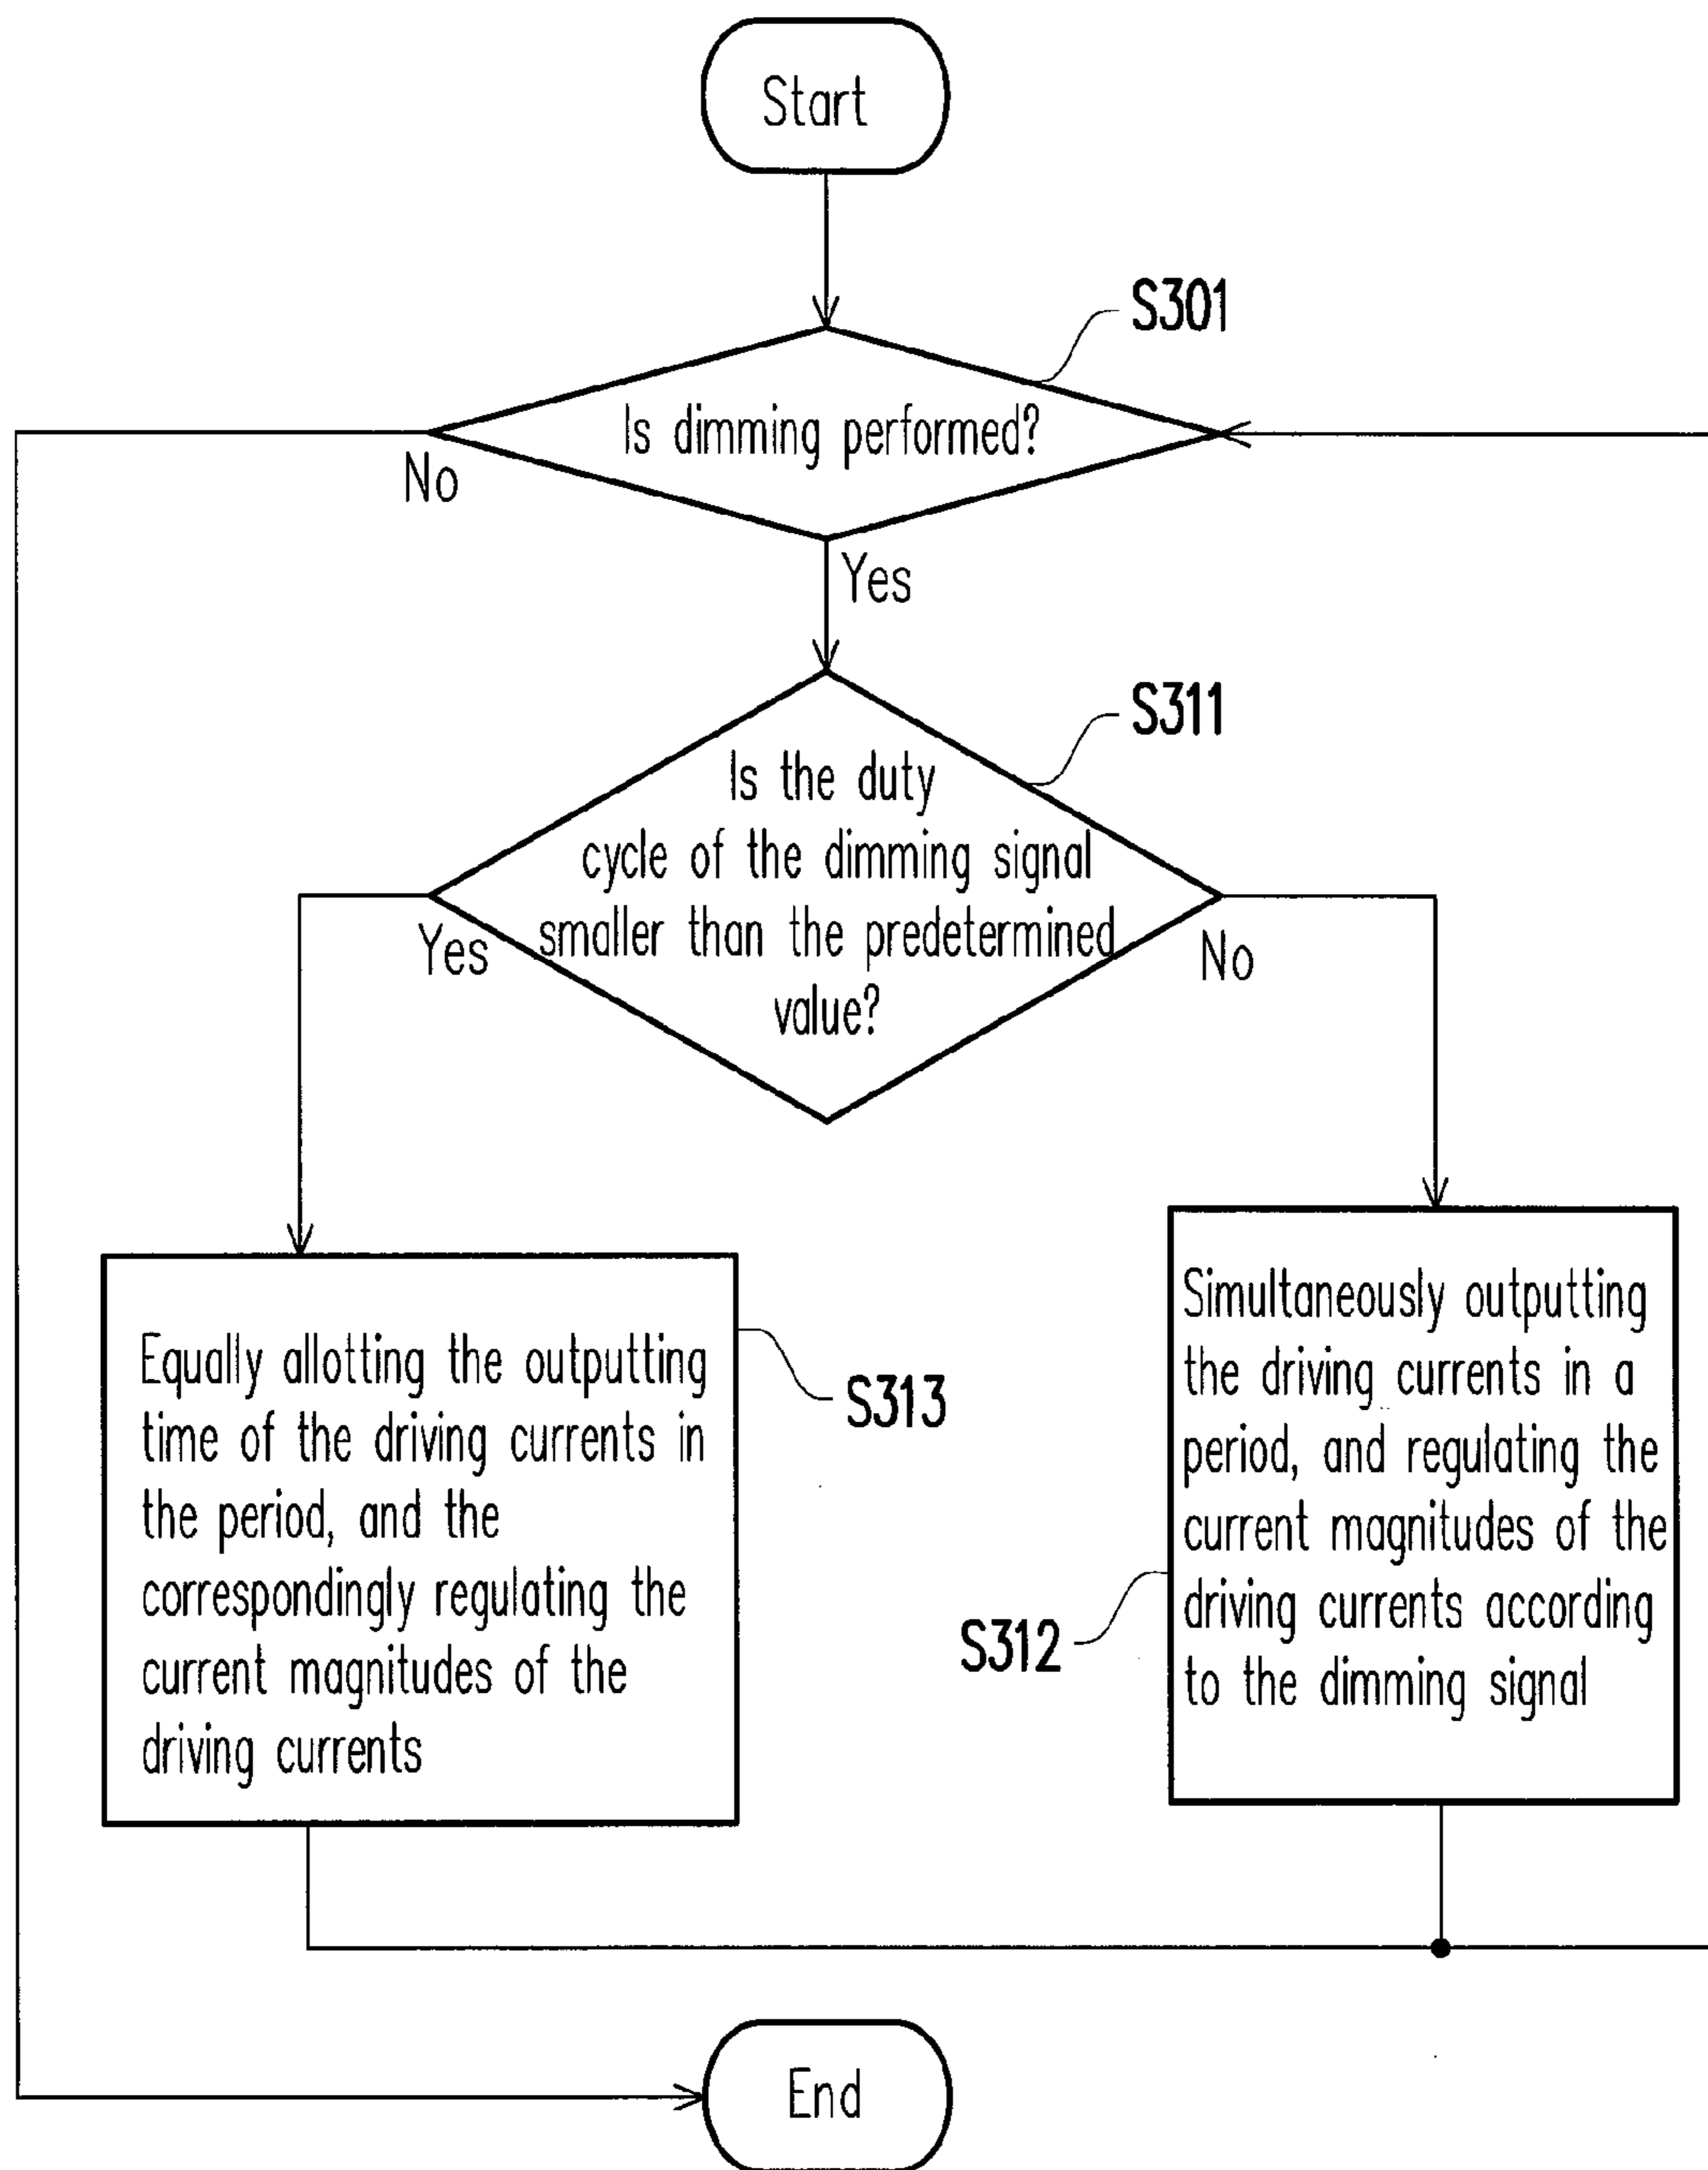 Start
S301
Is dimming performed?
No
Yes
S311
Is the duty
cycle of the dimming signal
smaller than the predetermined
value?
Yes
No
Equally allotting the outputting
time of the driving currents in
the period, and the
correspondingly regulating the
current magnitudes of the
driving currents
S313
Simultaneously outputting
the driving currents in a
period, and regulating the
current magnitudes of the
driving currents according
to the dimming signal
S312
End